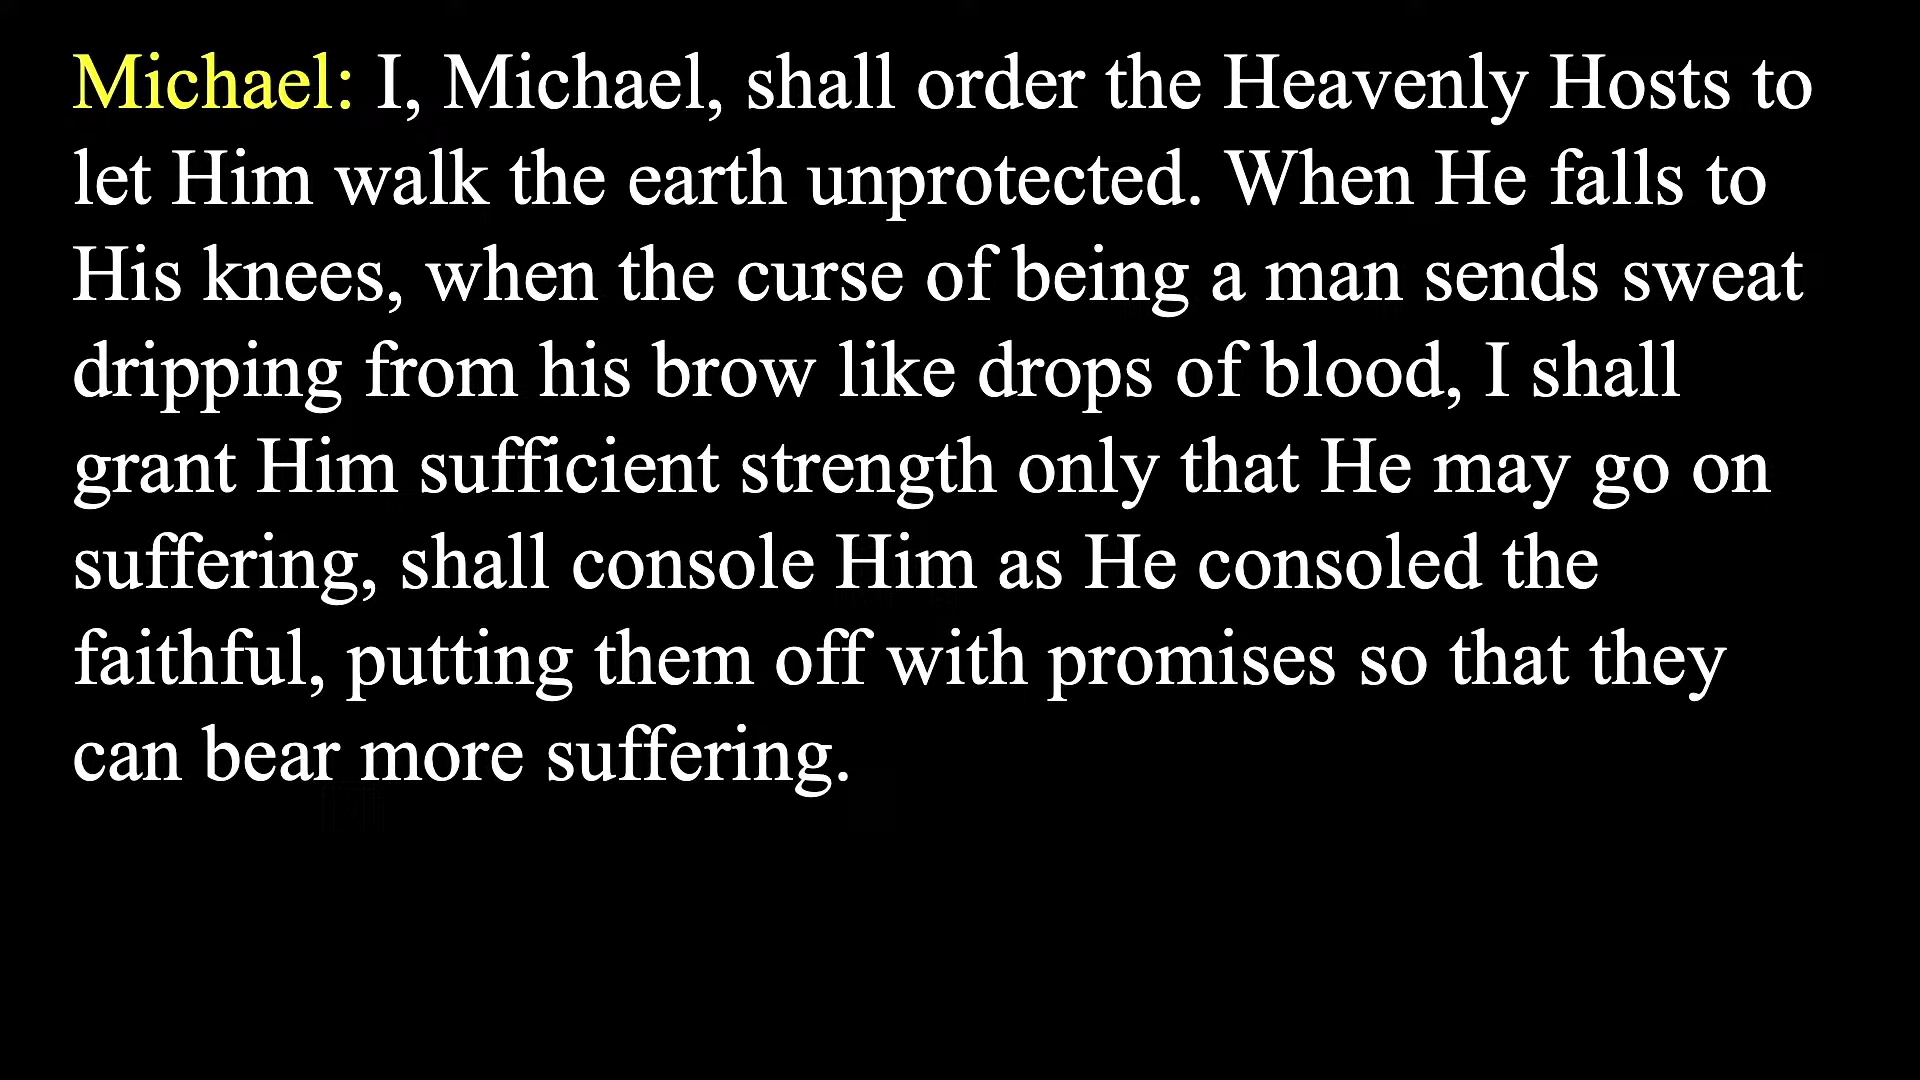 Michael: I, Michael, shall order the Heavenly Hosts to
let Him walk the earth unprotected. When He falls to
His knees, when the curse of being a man sends sweat
dripping from his brow like drops of blood, I shall
grant Him sufficient strength only that He may go on
suffering, shall console Him as He consoled the
faithful, putting them off with promises so that they
can bear more suffering.